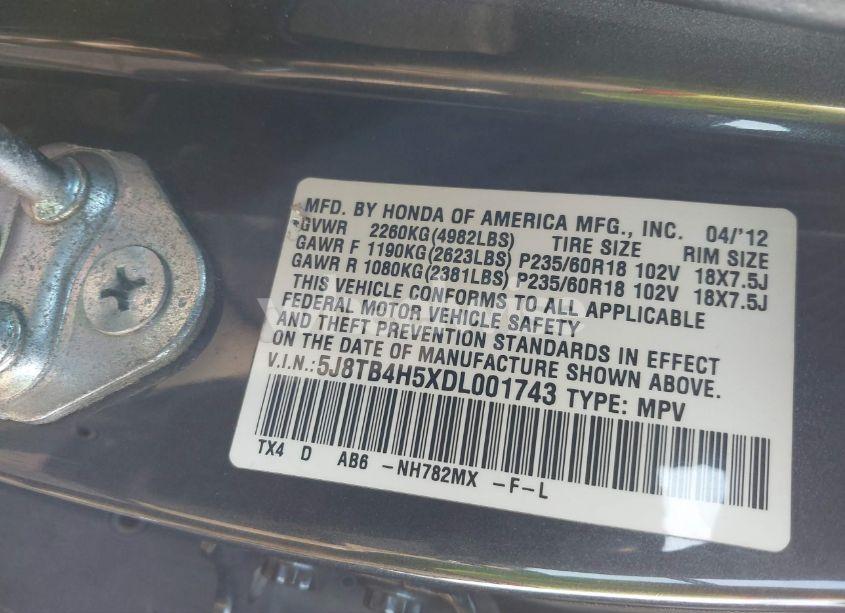 MFD. BY HONDA OF AMERICA MFG., INC. 04/'12
GVWR 2260KG(4982LBS) TIRE SIZE RIM SIZE
GAWR F 1190KG(2623LBS) P235/60R18 102V 18X7.5J
GAWR R 1080KG(2381LBS) P235/60R18 102V 18X7.5J
THIS VEHICLE CONFORMS TO ALL APPLICABLE
FEDERAL MOTOR VEHICLE SAFETY
AND THEFT PREVENTION STANDARDS IN EFFECT
ON THE DATE OF MANUFACTURE SHOWN ABOVE.
V.I.N.: 5J8TB4H5XDL001743 TYPE: MPV
TX4 D AB6 -NH782MX -F-L